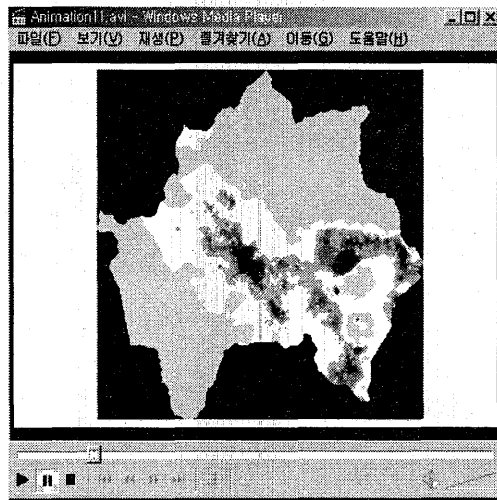 Animation11.avi - Windows Media Player
파일(F) 보기(V) 재생(P) 즐겨찾기(A) 이동(G) 도움말(H)